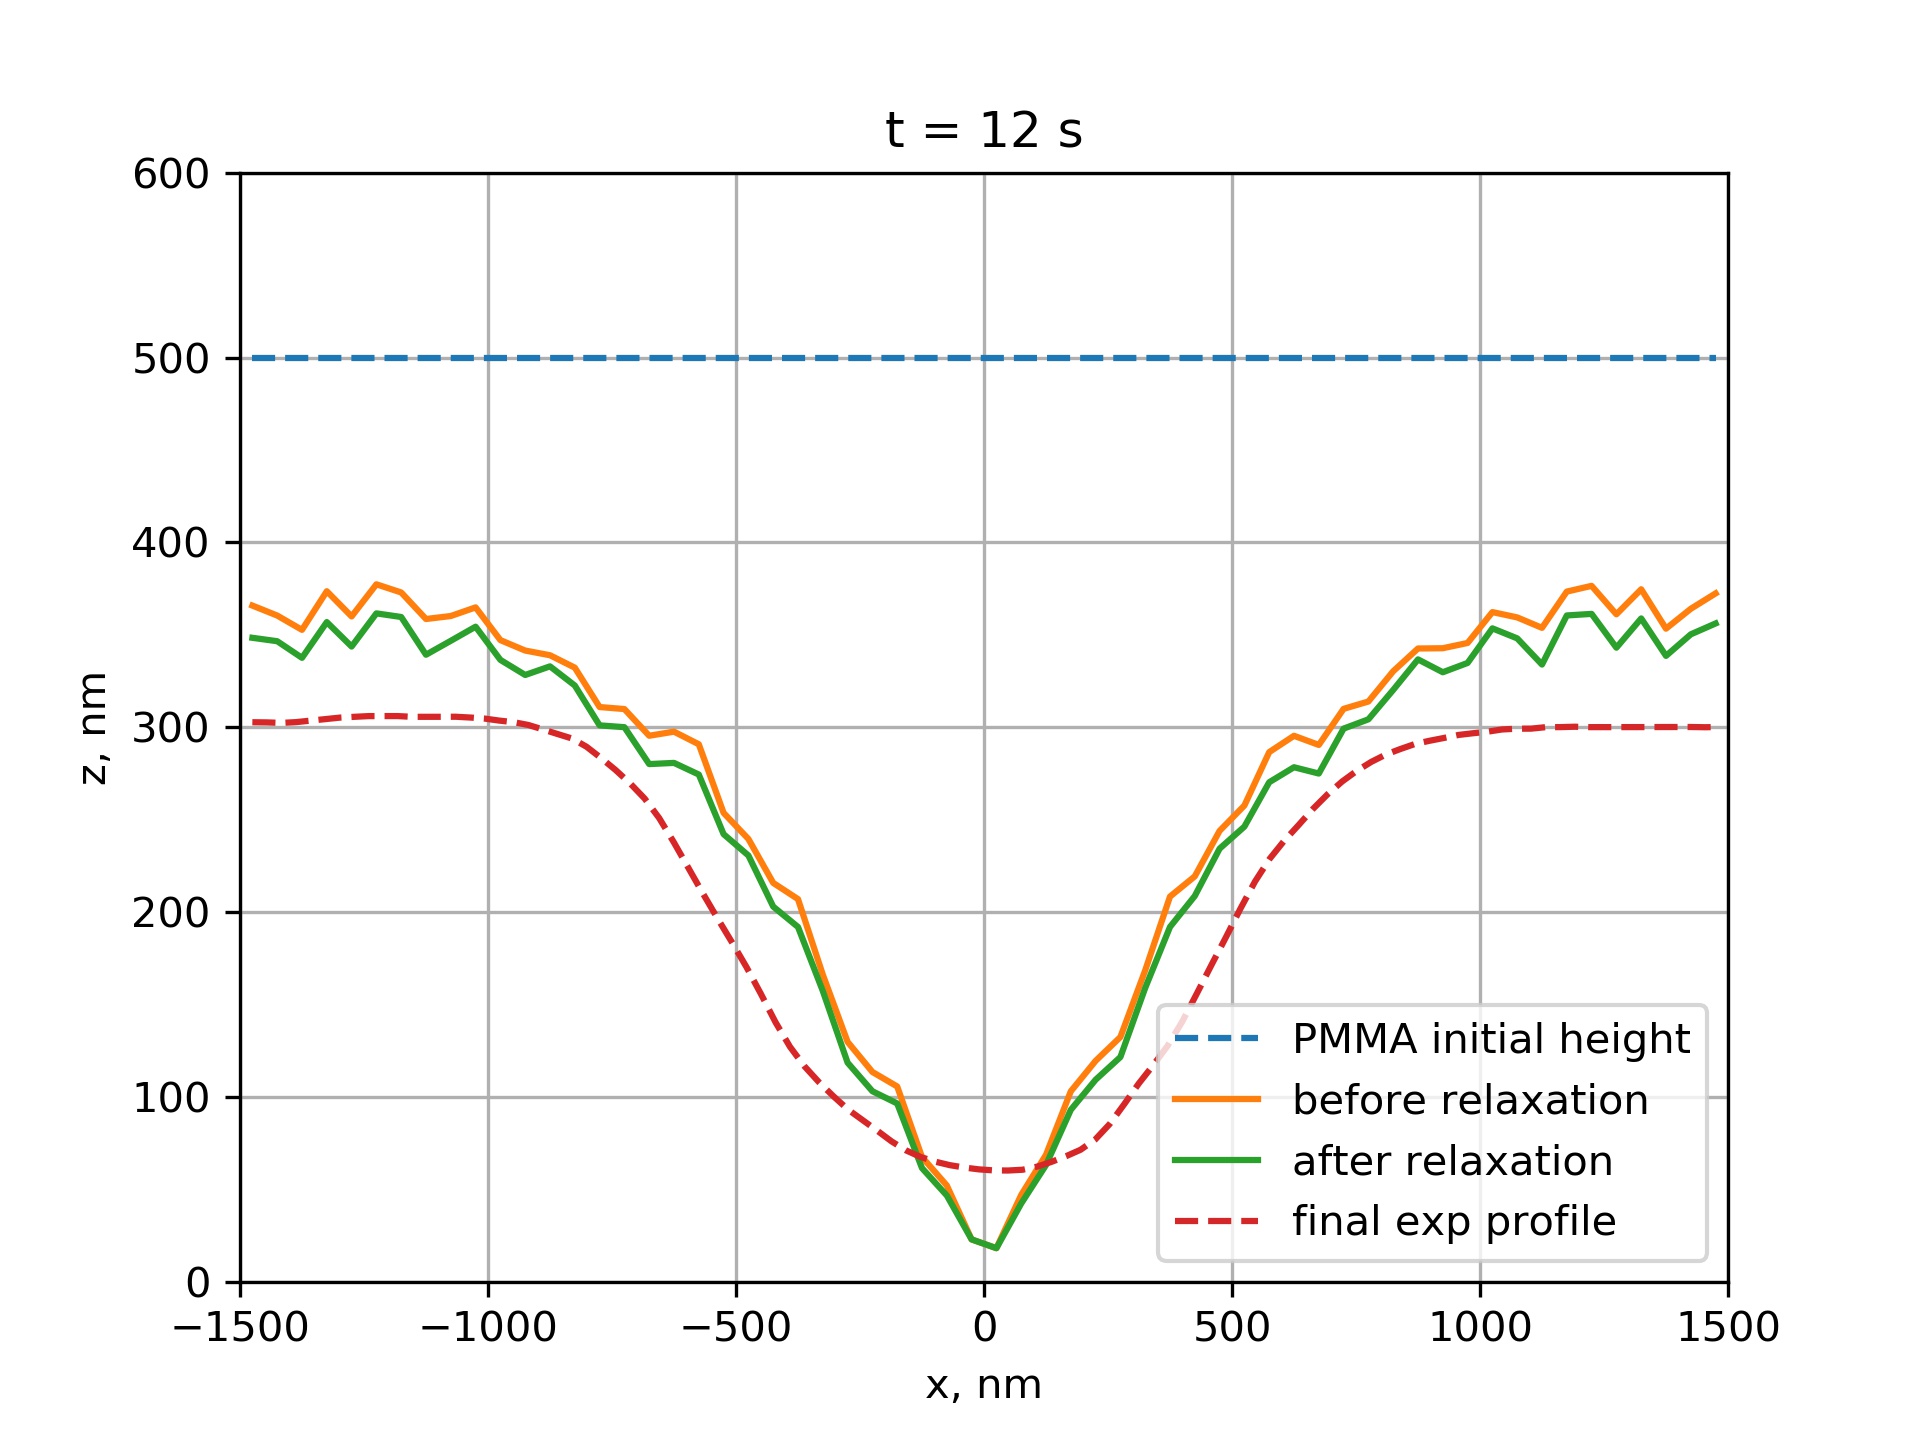 t = 12 s
600
500
400
300
200
100
0
z, nm
−1500
−1000
−500
0
500
1000
1500
x, nm
PMMA initial height
before relaxation
after relaxation
final exp profile